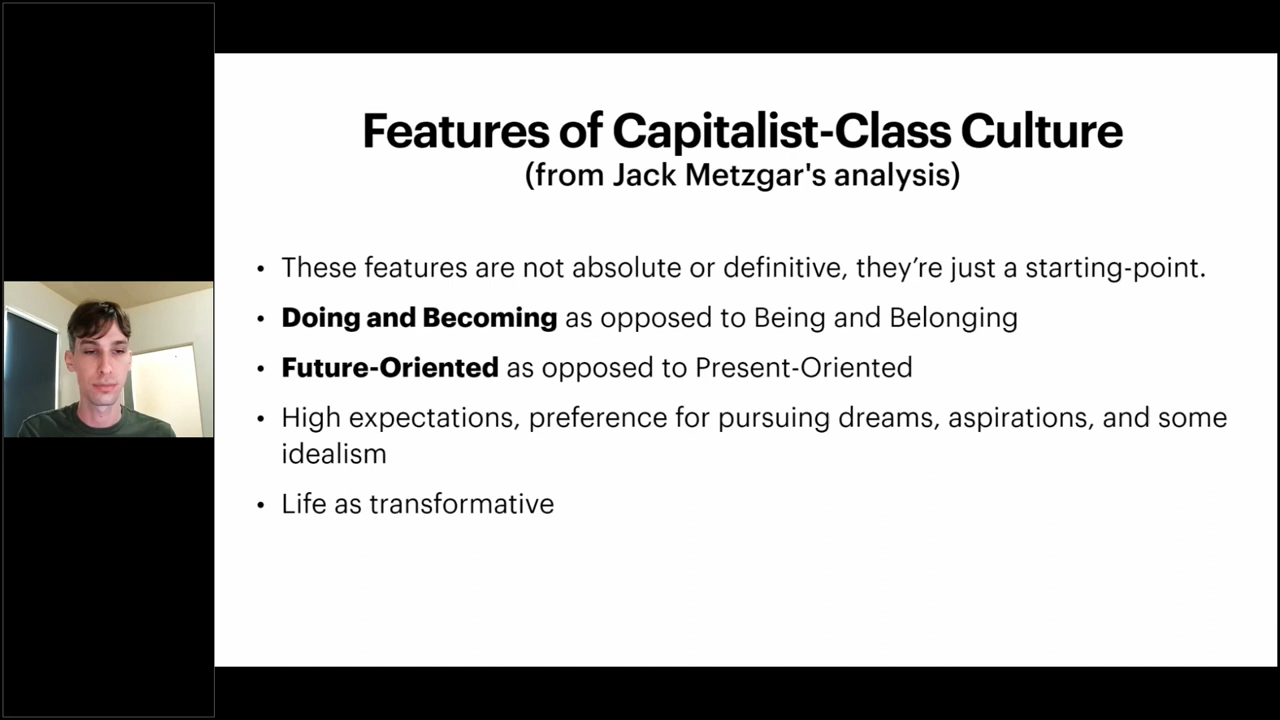 Features of Capitalist-Class Culture
(from Jack Metzgar's analysis)
• These features are not absolute or definitive, they’re just a starting-point.
• Doing and Becoming as opposed to Being and Belonging
• Future-Oriented as opposed to Present-Oriented
• High expectations, preference for pursuing dreams, aspirations, and some
idealism
• Life as transformative